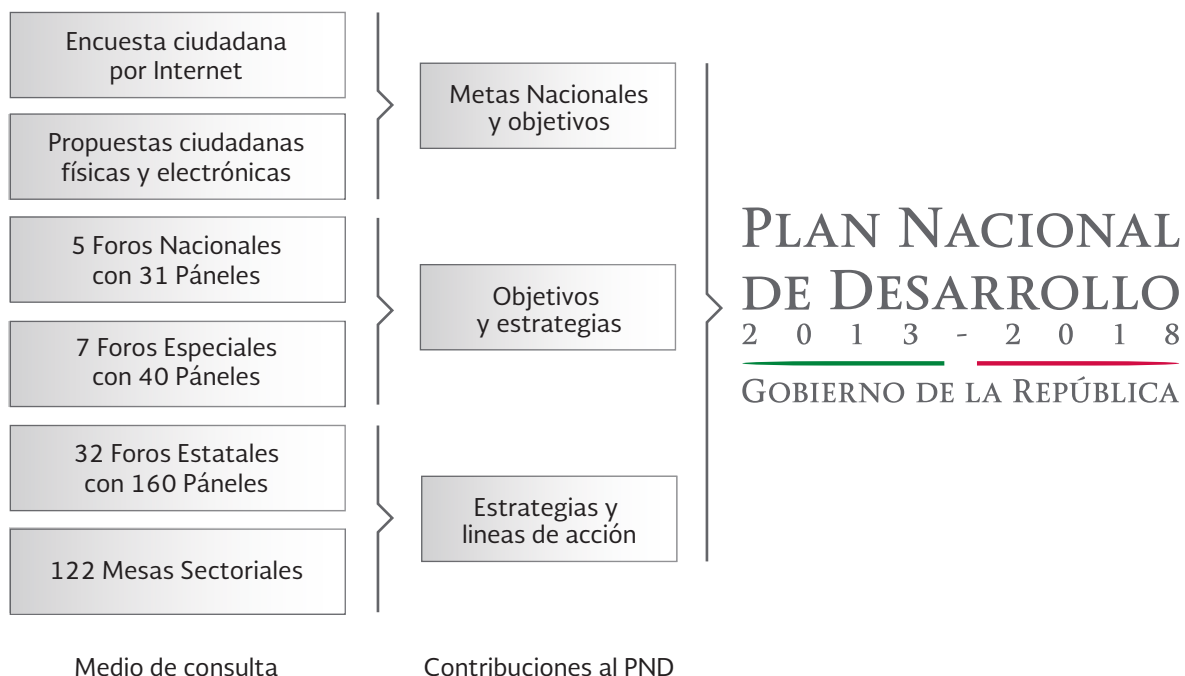 Encuesta ciudadana
por Internet
Propuestas ciudadanas
físicas y electrónicas
5 Foros Nacionales
con 31 Páneles
7 Foros Especiales
con 40 Páneles
32 Foros Estatales
con 160 Páneles
122 Mesas Sectoriales
Medio de consulta
Metas Nacionales
y objetivos
Objetivos
y estrategias
Estrategias y
lineas de acción
Contribuciones al PND
PLAN NACIONAL
DE DESARROLLO
2013-2018
GOBIERNO DE LA REPÚBLICA